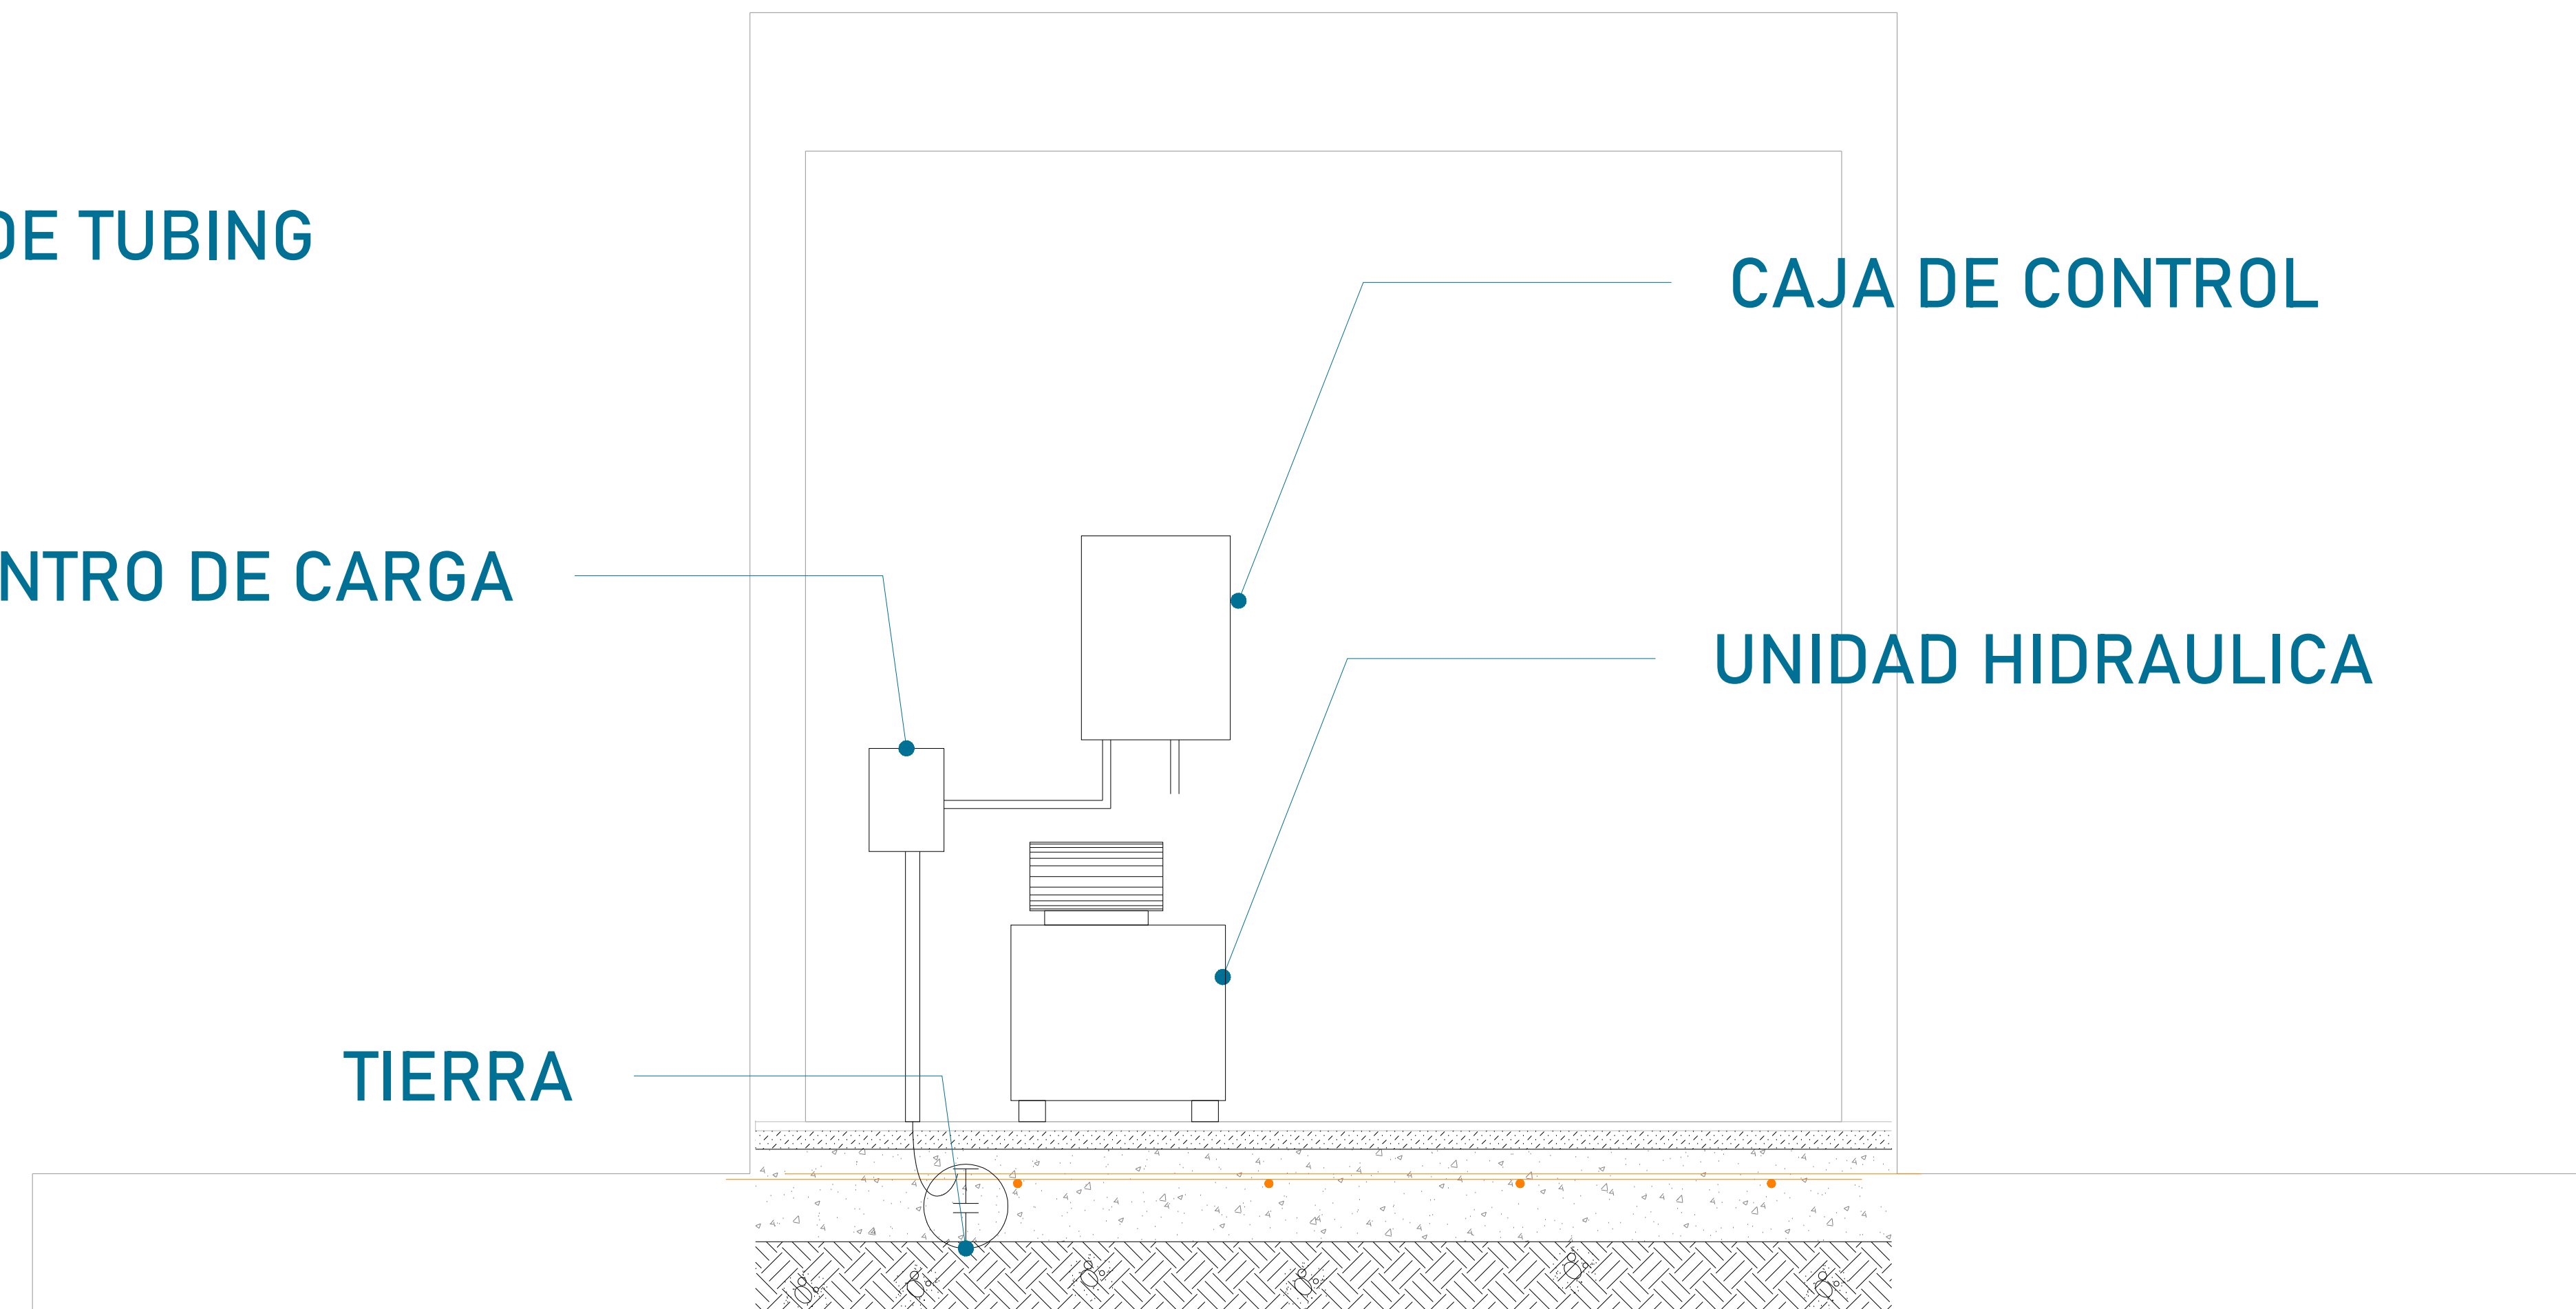 DE TUBING
CAJA DE CONTROL
NTRO DE CARGA
UNIDAD HIDRAULICA
TIERRA